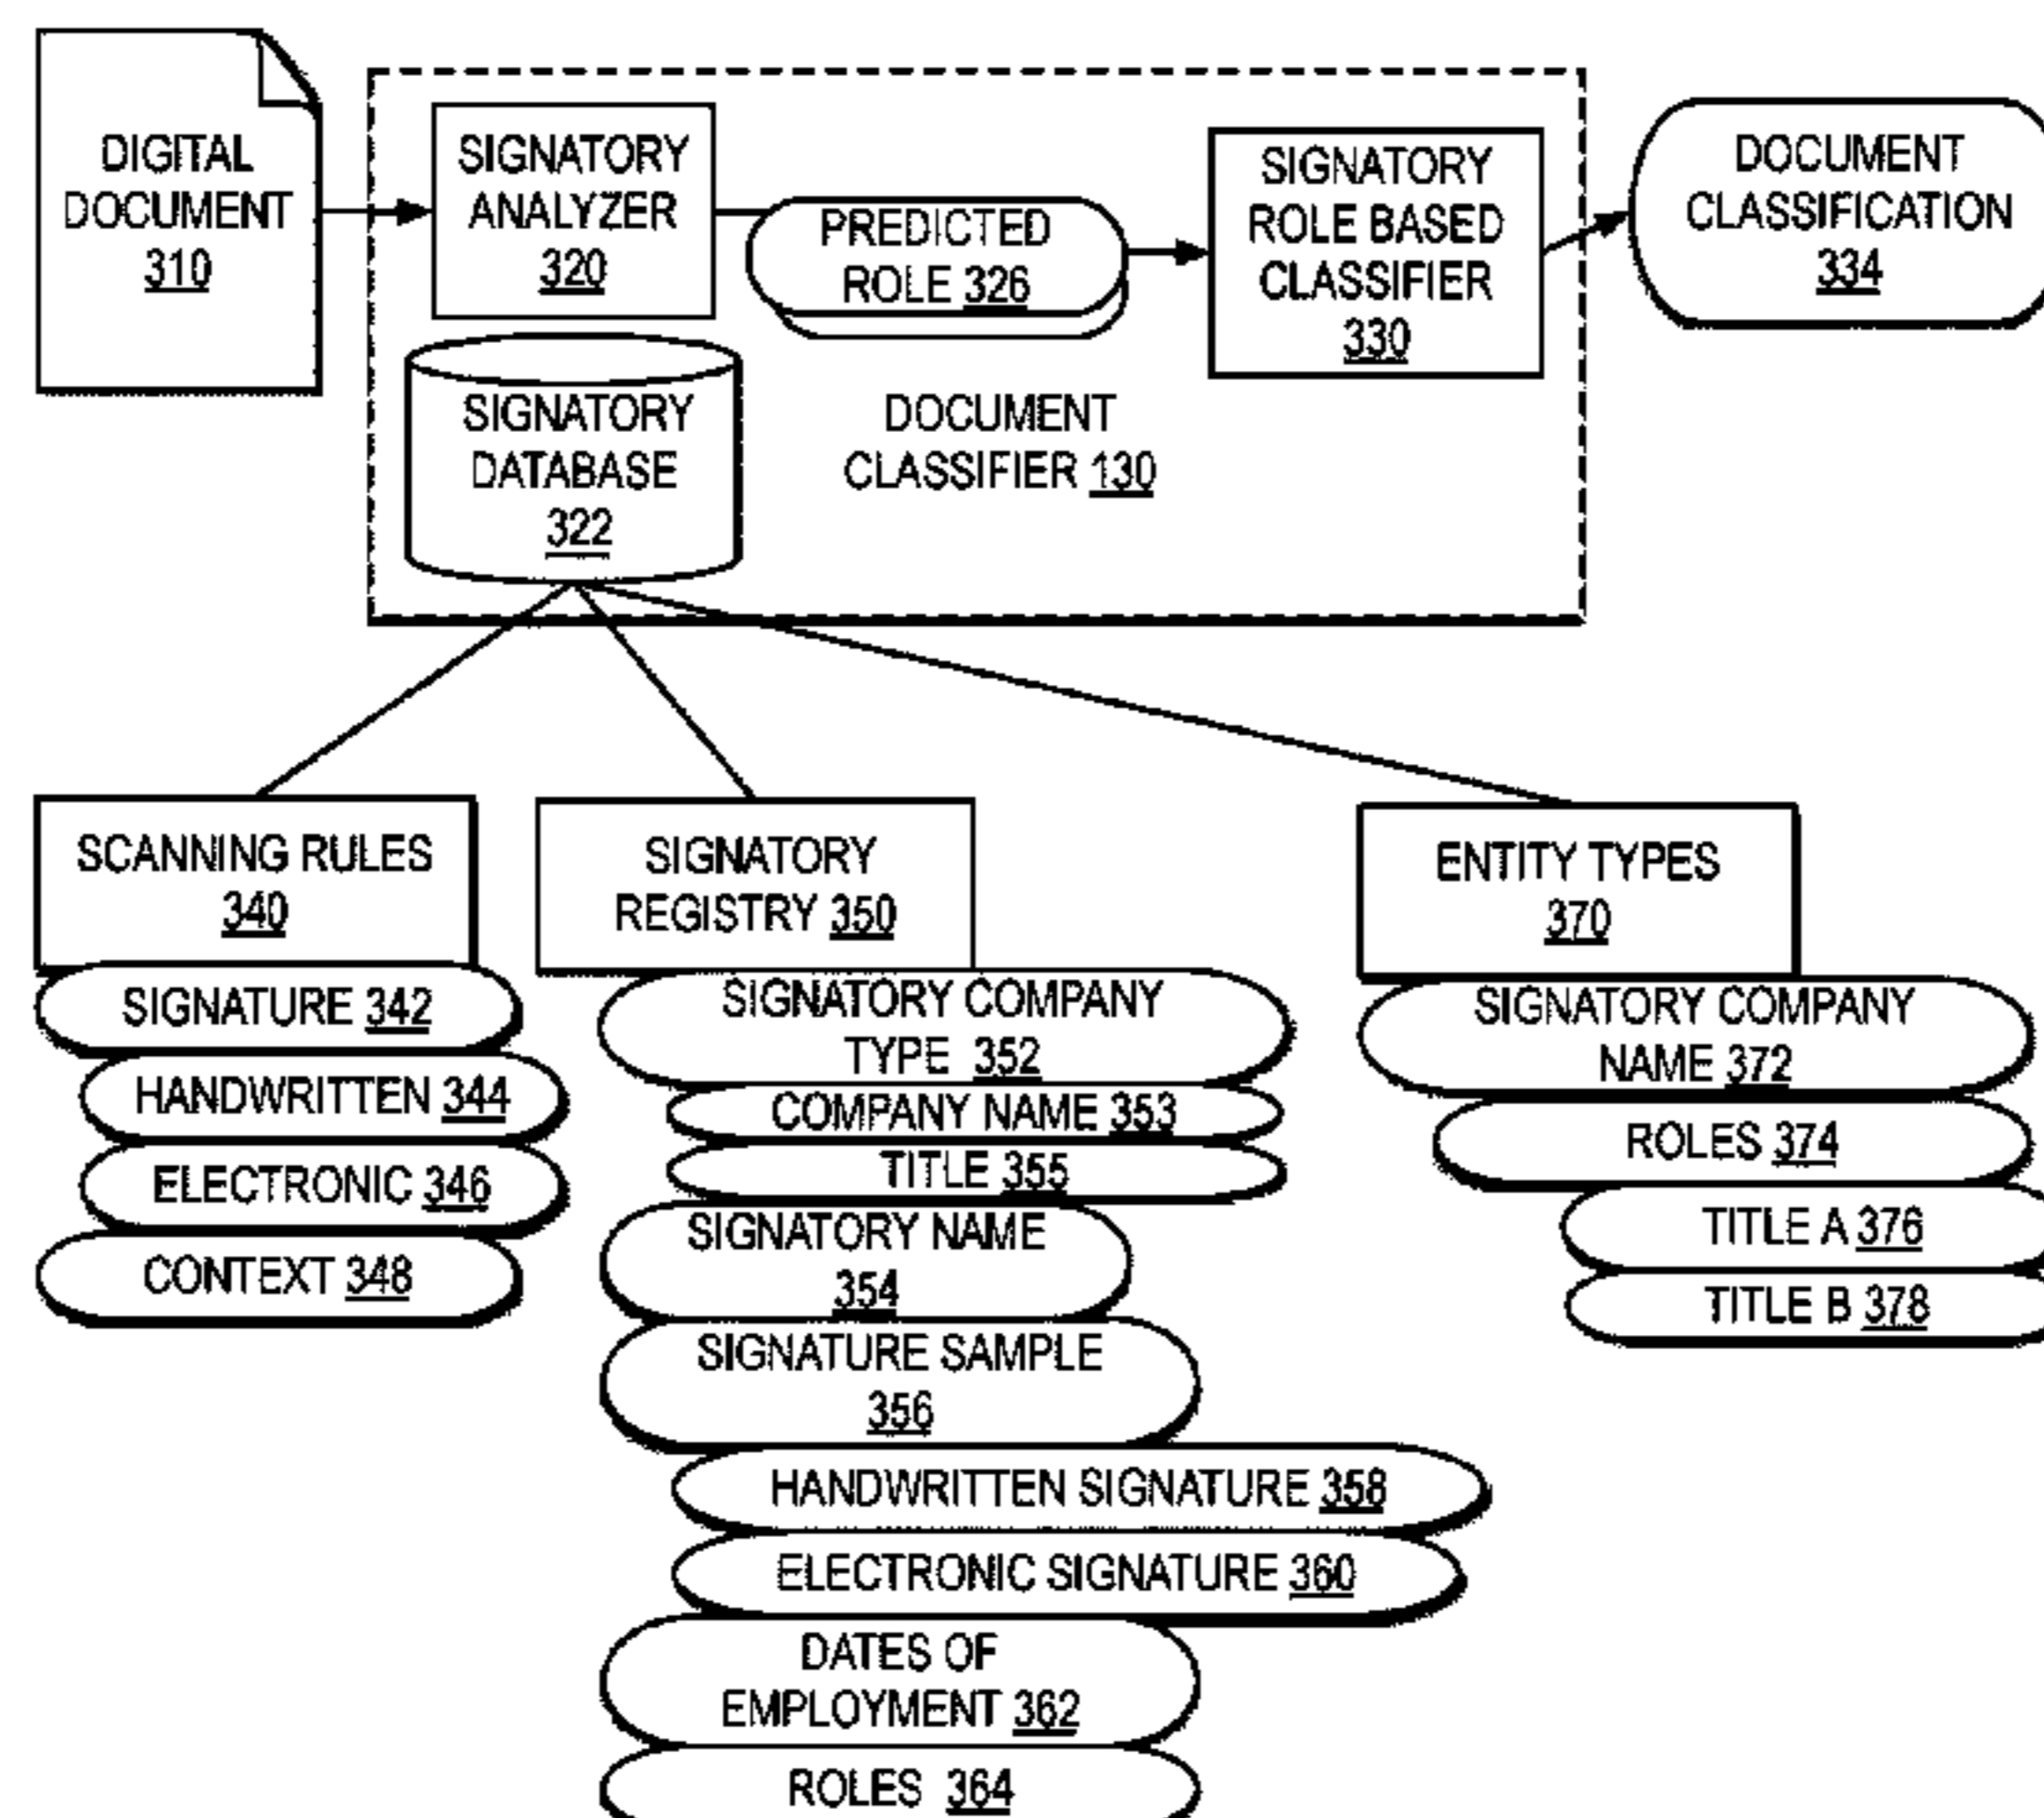 DIGITAL
DOCUMENT
310
SIGNATORY
ANALYZER
320
PREDICTED
ROLE 326
SIGNATORY
ROLE BASED
CLASSIFIER
330
DOCUMENT
CLASSIFICATION
334
SIGNATORY
DATABASE
322
DOCUMENT
CLASSIFIER 130
SCANNING RULES
340
SIGNATURE 342
HANDWRITTEN 344
ELECTRONIC 346
CONTEXT 348
SIGNATORY
REGISTRY 350
SIGNATORY COMPANY
TYPE 352
COMPANY NAME 353
TITLE 355
SIGNATORY NAME
354
SIGNATURE SAMPLE
356
HANDWRITTEN SIGNATURE 358
ELECTRONIC SIGNATURE 360
DATES OF
EMPLOYMENT 362
ROLES 364
ENTITY TYPES
370
SIGNATORY COMPANY
NAME 372
ROLES 374
TITLE A 376
TITLE B 378